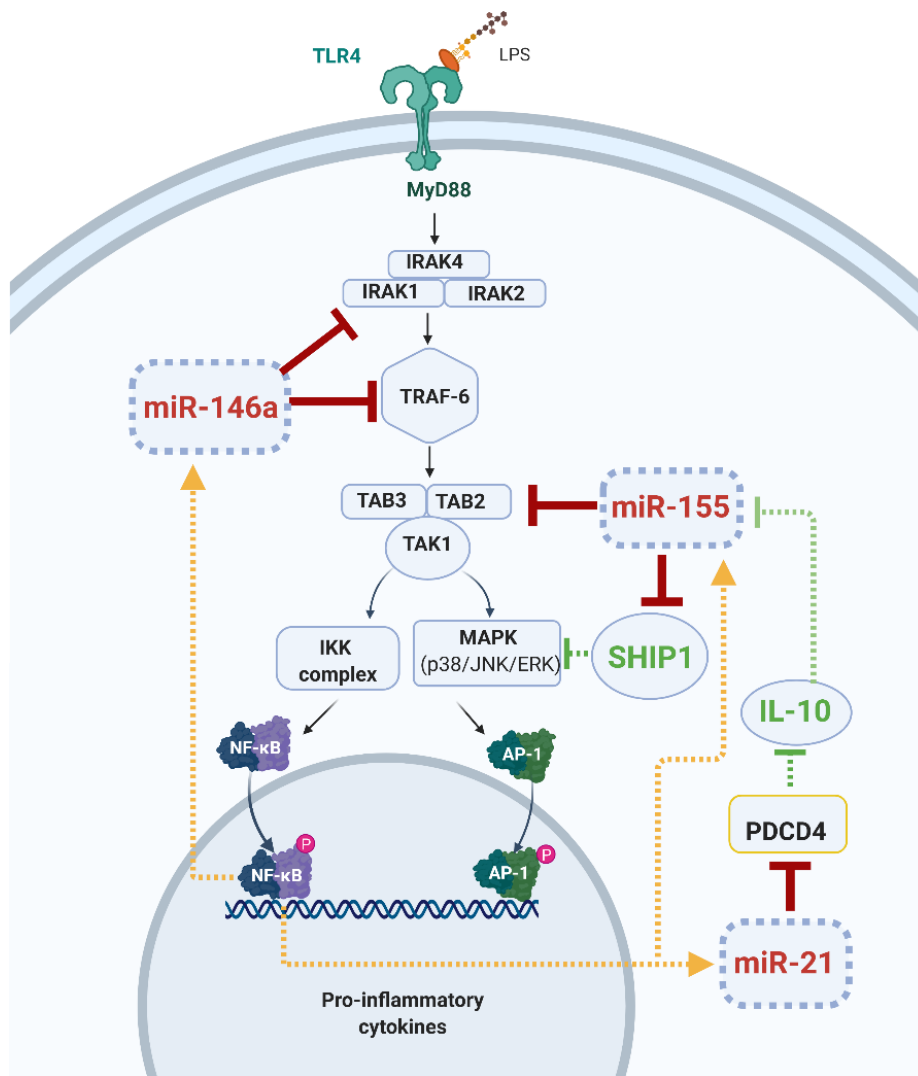 TLR4
LPS
MyD88
IRAK4
IRAK1
IRAK2
miR-146a
TRAF-6
TAB3
TAB2
miR-155
TAK1
IKK
complex
MAPK
(p38/JNK/ERK)
SHIP1
IL-10
NF-κB
AP-1
PDCD4
P
P
NF-κB
AP-1
miR-21
Pro-inflammatory
cytokines